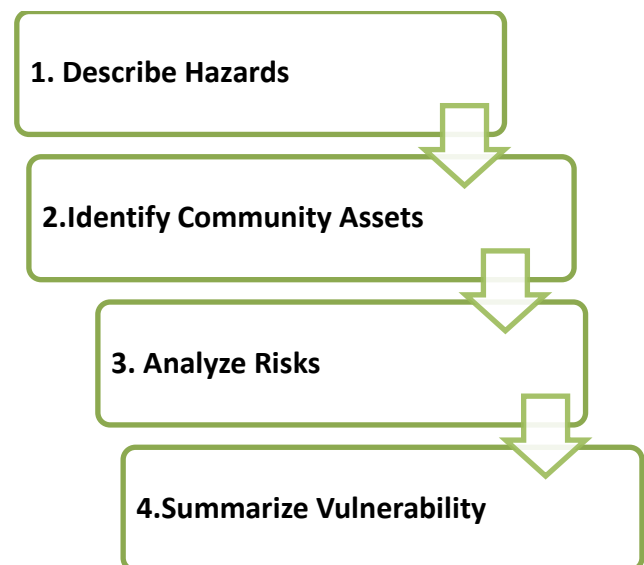 1. Describe Hazards
2.Identify Community Assets
3. Analyze Risks
4.Summarize Vulnerability